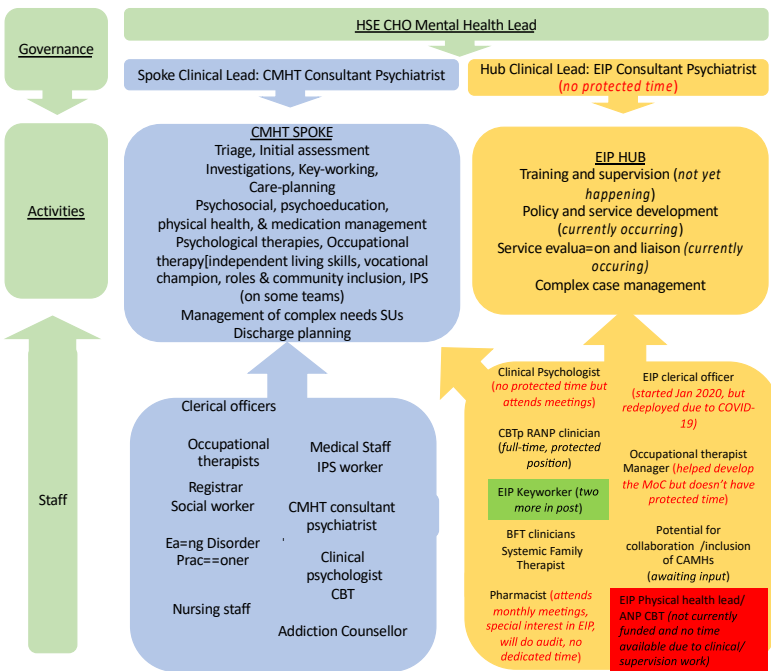 Governance
HSE CHO Mental Health Lead
Spoke Clinical Lead: CMHT Consultant Psychiatrist
Hub Clinical Lead: EIP Consultant Psychiatrist
(no protected time)
Activities
CMHT SPOKE
Triage, Initial assessment
Investigations, Key-working,
Care-planning
Psychosocial, psychoeducation,
physical health, & medication management
Psychological therapies, Occupational
therapy[independent living skills, vocational
champion, roles & community inclusion, IPS
(on some teams)
Management of complex needs SUs
Discharge planning
EIP HUB
Training and supervision (not yet
happening)
Policy and service development
(currently occurring)
Service evalua=on and liaison (currently
occuring)
Complex case management
Staff
Clerical officers
Occupational
therapists
Registrar
Social worker
Ea=ng Disorder
Prac==oner
Nursing staff
Medical Staff
IPS worker
CMHT consultant
psychiatrist
Clinical
psychologist
CBT
Addiction Counsellor
Clinical Psychologist
(no protected time but
attends meetings)
CBTp RANP clinician
(full-time, protected
position)
EIP Keyworker (two
more in post)
BFT clinicians
Systemic Family
Therapist
Pharmacist (attends
monthly meetings,
special interest in EIP,
will do audit, no
dedicated time)
EIP clerical officer
(started Jan 2020, but
redeployed due to COVID-
19)
Occupational therapist
Manager (helped develop
the MoC but doesn't have
protected time)
Potential for
collaboration /inclusion
of CAMHs
(awaiting input)
EIP Physical health lead/
ANP CBT (not currently
funded and no time
available due to clinical/
supervision work)